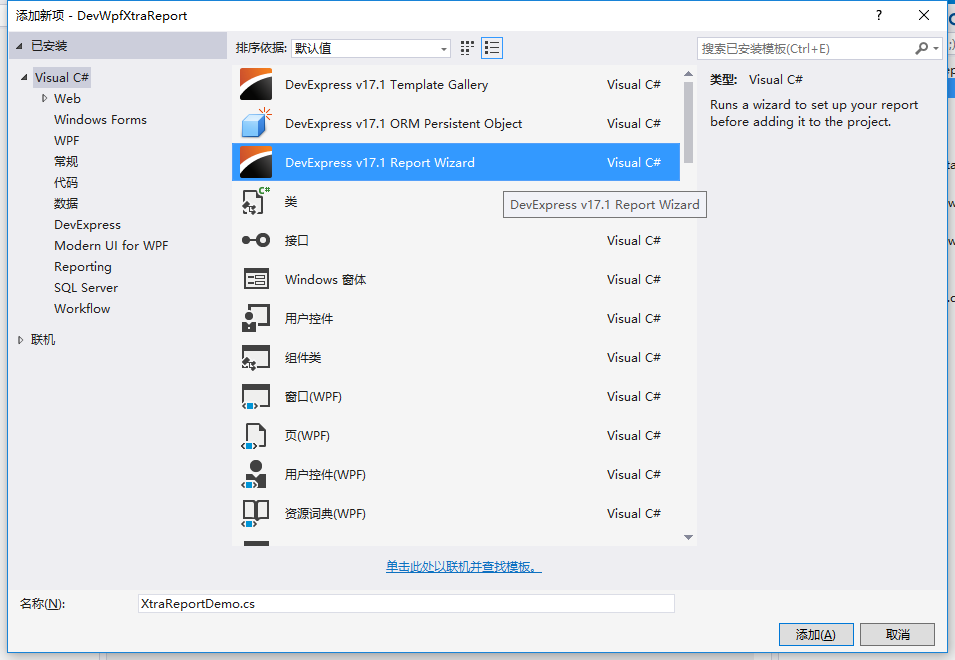 添加新项 - DevWpfXtraReport
?
已安装
排序依据: 默认值
搜索已安装模板(Ctrl+E)
Visual C#
Web
Windows Forms
WPF
常规
代码
数据
DevExpress
Modern UI for WPF
Reporting
SQL Server
Workflow
联机
DevExpress v17.1 Template Gallery Visual C#
DevExpress v17.1 ORM Persistent Object Visual C#
DevExpress v17.1 Report Wizard Visual C#
类
DevExpress v17.1 Report Wizard
接口 Visual C#
Windows 窗体 Visual C#
用户控件 Visual C#
组件类 Visual C#
窗口(WPF) Visual C#
页(WPF) Visual C#
用户控件(WPF) Visual C#
资源词典(WPF) Visual C#
类型: Visual C#
Runs a wizard to set up your report
before adding it to the project.
单击此处以联机并查找模板。
名称(N): XtraReportDemo.cs
添加(A) 取消